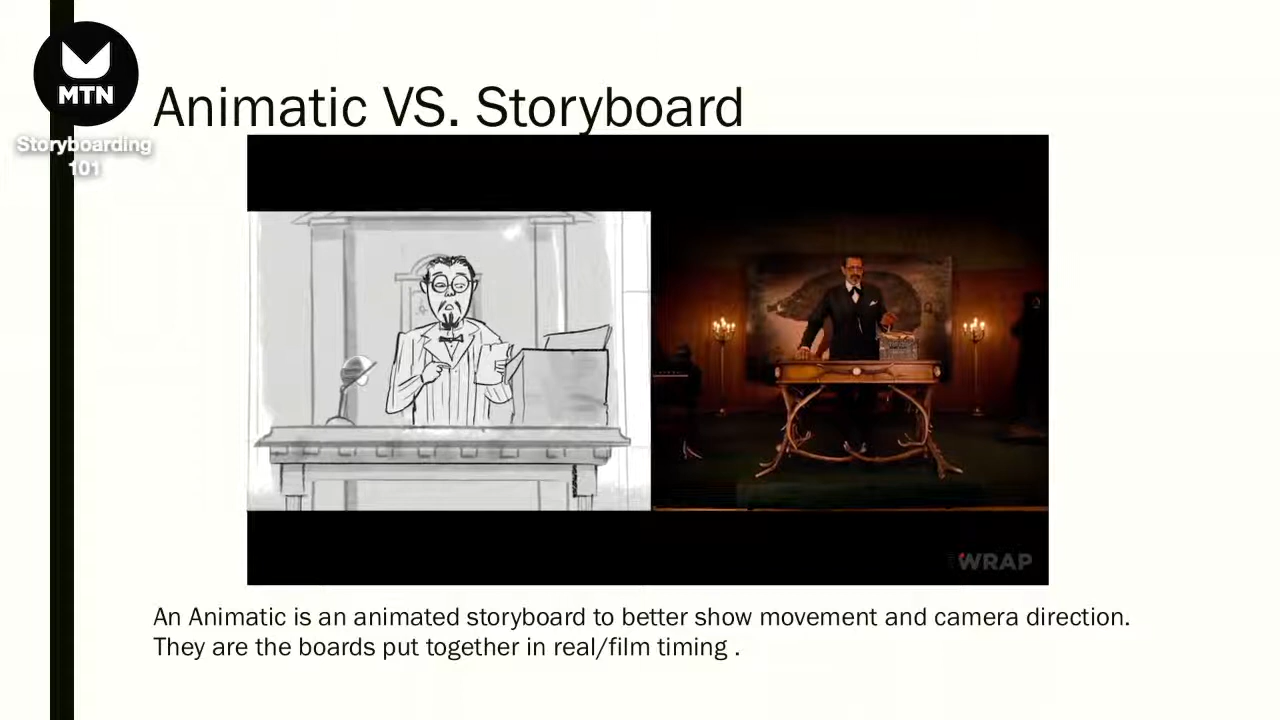 MTN
Storyboarding
101
Animatic VS. Storyboard
WRAP
An Animatic is an animated storyboard to better show movement and camera direction.
They are the boards put together in real/film timing .